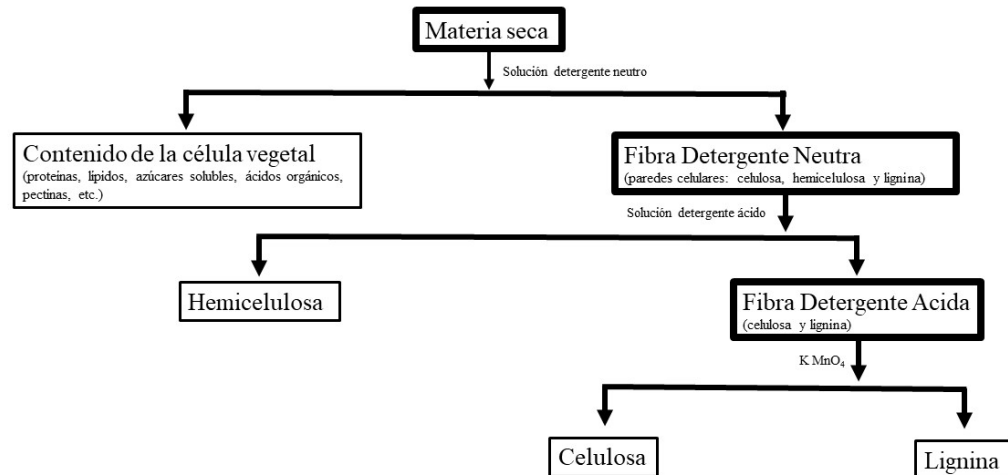 Materia seca
Solución detergente neutro
Contenido de la célula vegetal
(proteinas, lípidos, azúcares solubles, ácidos orgánicos,
pectinas, etc.)
Fibra Detergente Neutra
(paredes celulares: celulosa, hemicelulosa y lignina)
Solución detergente ácido
Hemicelulosa
Fibra Detergente Acida
(celulosa y lignina)
K MnO₄
Celulosa
Lignina